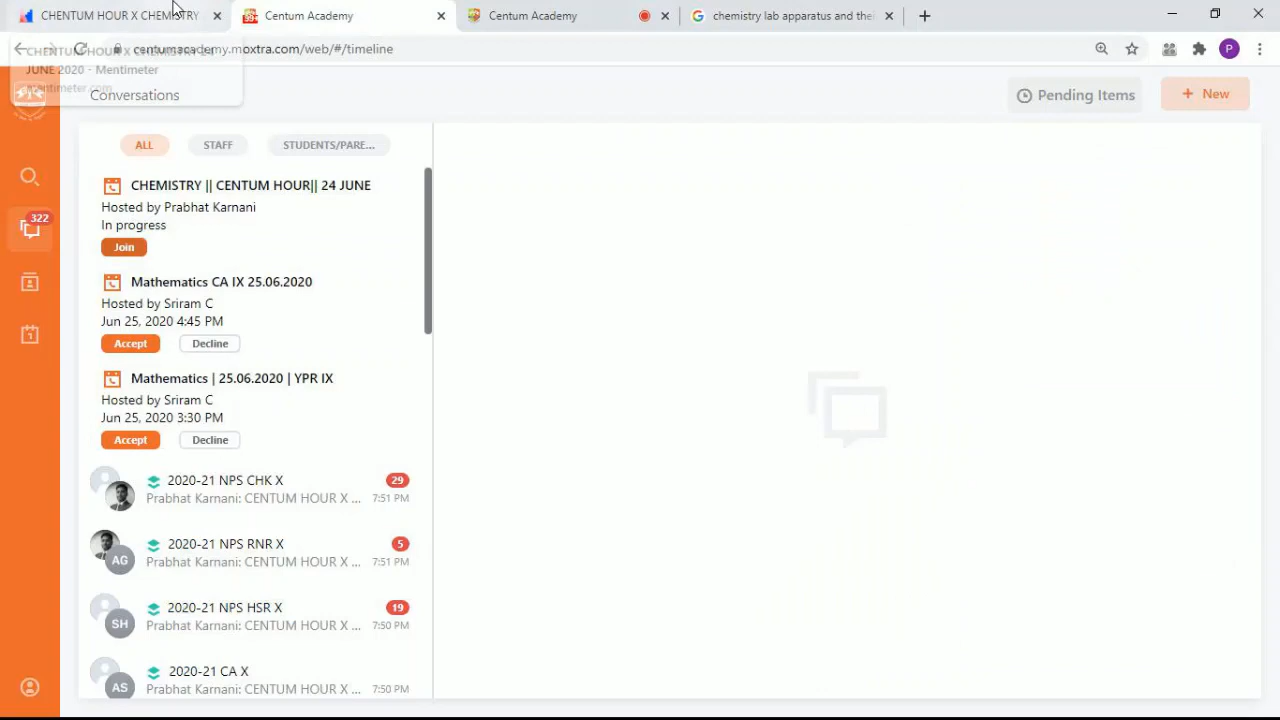 CHENTUM HOUR X CHEMISTRY
Centum Academy
Centum Academy
chemistry lab apparatus and the
centumacademy.moxtra.com/web/#/timeline
P
CHENTUM HOUR X CHEMISTRY 24
JUNE 2020 - Mentimeter
mentimeter.com
Conversations
Pending Items
+ New
ALL
STAFF
STUDENTS/PARE...
322
CHEMISTRY || CENTUM HOUR|| 24 JUNE
Hosted by Prabhat Karnani
In progress
Join
Mathematics CA IX 25.06.2020
Hosted by Sriram C
Jun 25, 2020 4:45 PM
Accept
Decline
Mathematics | 25.06.2020 | YPR IX
Hosted by Sriram C
Jun 25, 2020 3:30 PM
Accept
Decline
2020-21 NPS CHK X
29
Prabhat Karnani: CENTUM HOUR X ...
7:51 PM
2020-21 NPS RNR X
5
AG
Prabhat Karnani: CENTUM HOUR X ...
7:51 PM
2020-21 NPS HSR X
19
SH
Prabhat Karnani: CENTUM HOUR X ...
7:50 PM
2020-21 CA X
AS
Prabhat Karnani: CENTUM HOUR X ...
7:50 PM